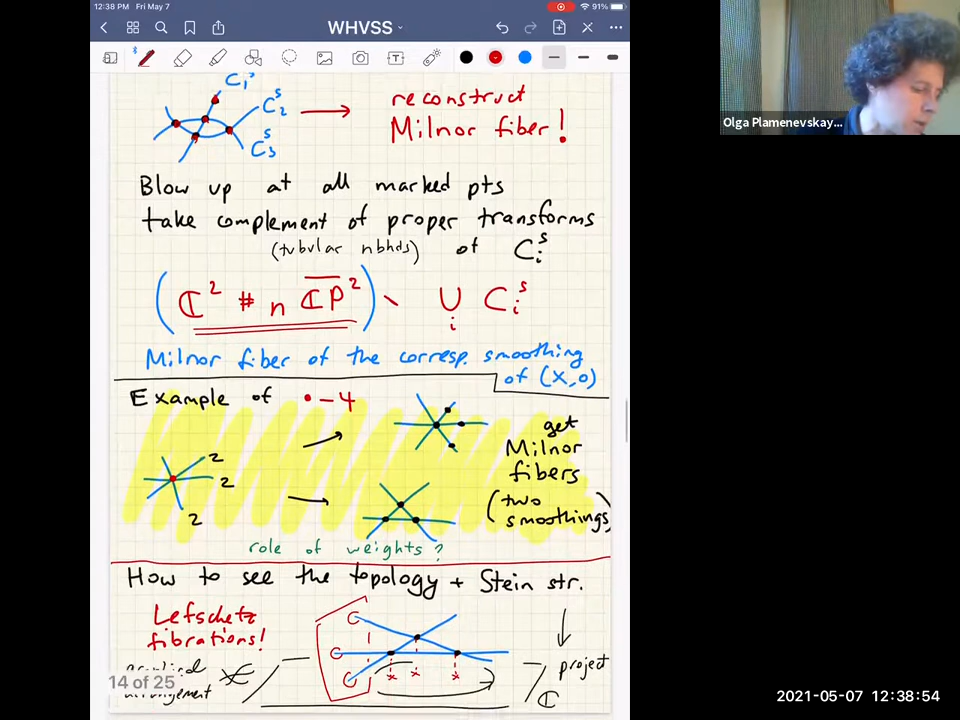 12:38 PM Fri May 7
91%
WHVSS
T
C₁ˢ
C₂ˢ
C₃ˢ
reconstruct
Milnor fiber!
Blow up at all marked pts
take complement of proper transforms
(tubular nbhds) of Cᵢˢ
(ℂ² # n \overline{ℂP}²) \ ⋃ᵢ Cᵢˢ
Milnor fiber of the corresp. smoothing
of (X,0)
Example of • -4
2
2
2
get
Milnor
fibers
(two
smoothings)
role of weights?
How to see the topology + Stein str.
Lefschetz
fibrations!
arrangement
project
ℂ
14 of 25
Olga Plamenevskay...
2021-05-07 12:38:54